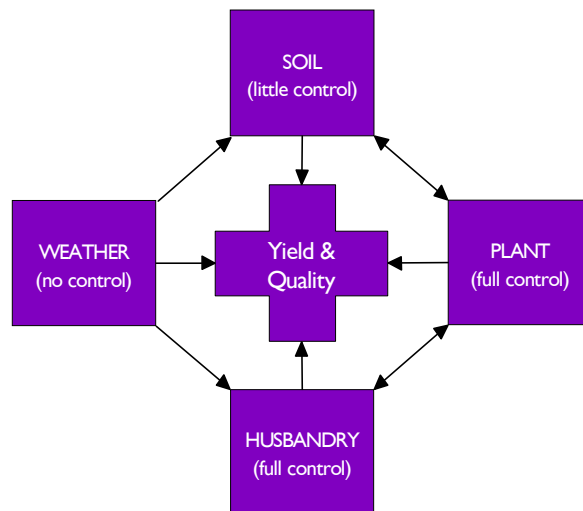 SOIL
(little control)
WEATHER
(no control)
Yield &
Quality
PLANT
(full control)
HUSBANDRY
(full control)